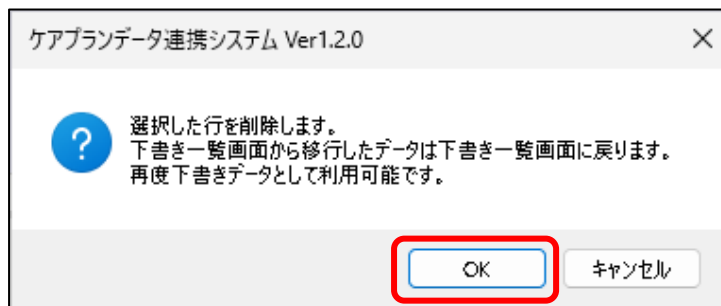 ケアプランデータ連携システム Ver1.2.0
選択した行を削除します。
下書き一覧画面から移行したデータは下書き一覧画面に戻ります。
再度下書きデータとして利用可能です。
OK
キャンセル